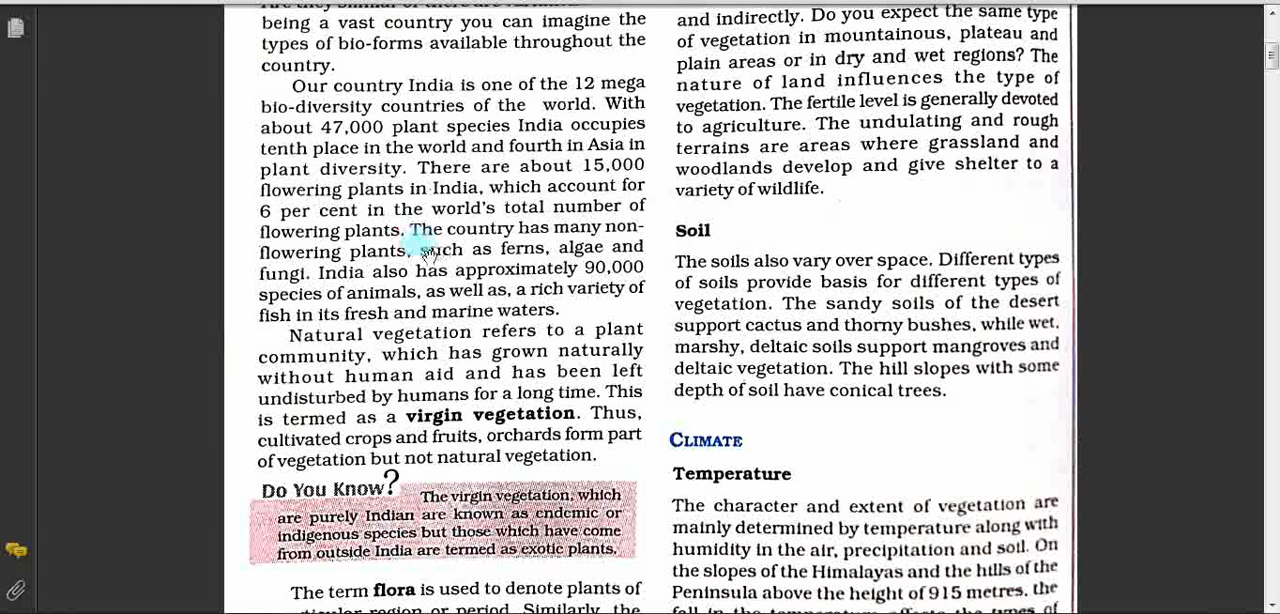 being a vast country you can imagine the
types of bio-forms available throughout the
country.
Our country India is one of the 12 mega
bio-diversity countries of the world. With
about 47,000 plant species India occupies
tenth place in the world and fourth in Asia in
plant diversity. There are about 15,000
flowering plants in India, which account for
6 per cent in the world's total number of
flowering plants. The country has many non-
flowering plants, such as ferns, algae and
fungi. India also has approximately 90,000
species of animals, as well as, a rich variety of
fish in its fresh and marine waters.
Natural vegetation refers to a plant
community, which has grown naturally
without human aid and has been left
undisturbed by humans for a long time. This
is termed as a virgin vegetation. Thus,
cultivated crops and fruits, orchards form part
of vegetation but not natural vegetation.
Do You Know?
The virgin vegetation, which
are purely Indian are known as endemic or
indigenous species but those which have come
from outside India are termed as exotic plants.
The term flora is used to denote plants of
region or period. Similarly, the
and indirectly. Do you expect the same type
of vegetation in mountainous, plateau and
plain areas or in dry and wet regions? The
nature of land influences the type of
vegetation. The fertile level is generally devoted
to agriculture. The undulating and rough
terrains are areas where grassland and
woodlands develop and give shelter to a
variety of wildlife.
Soil
The soils also vary over space. Different types
of soils provide basis for different types of
vegetation. The sandy soils of the desert
support cactus and thorny bushes, while wet,
marshy, deltaic soils support mangroves and
deltaic vegetation. The hill slopes with some
depth of soil have conical trees.
CLIMATE
Temperature
The character and extent of vegetation are
mainly determined by temperature along with
humidity in the air, precipitation and soil. On
the slopes of the Himalayas and the hills of the
Peninsula above the height of 915 metres, the